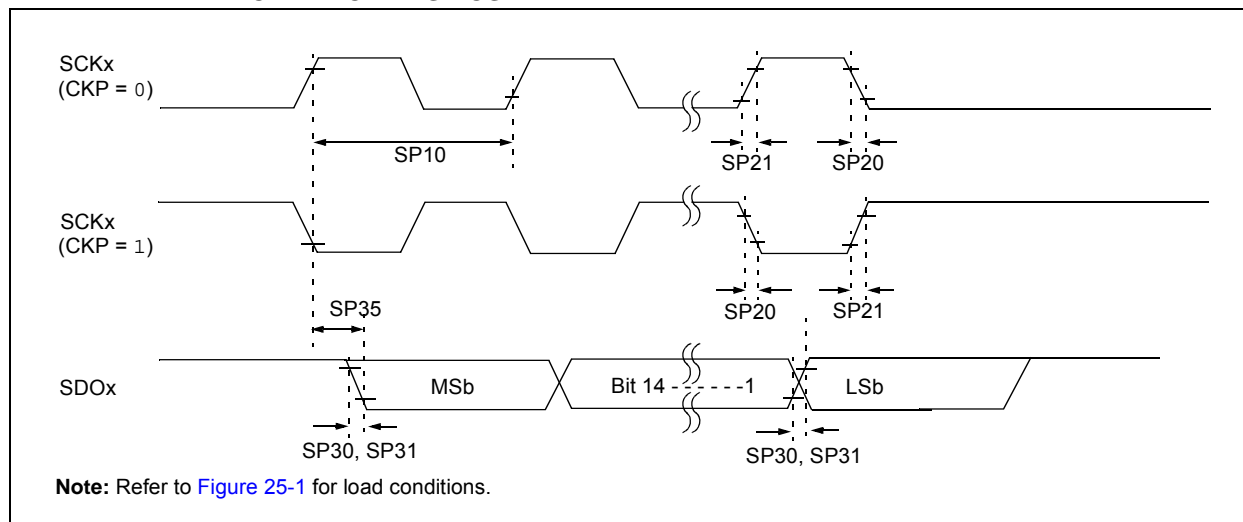 SCKx
(CKP = 0)
SP10
SP21
SP20
SCKx
(CKP = 1)
SP35
SP20
SP21
SDOx
MSb
Bit 14 - - - - - -1
LSb
SP30, SP31
SP30, SP31
Note: Refer to Figure 25-1 for load conditions.